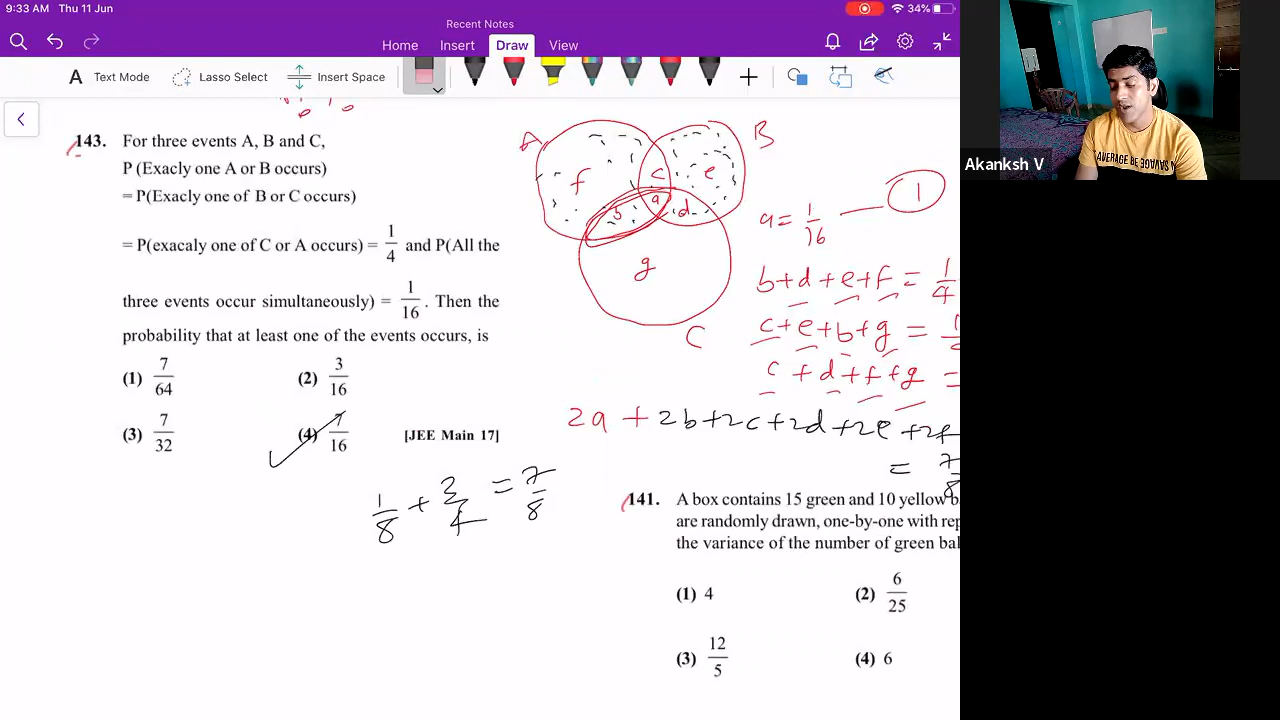 9:33 AM Thu 11 Jun
34%
Recent Notes
Home Insert Draw View
A Text Mode Lasso Select Insert Space
143. For three events A, B and C,
P (Exacly one A or B occurs)
= P(Exacly one of B or C occurs)
= P(exacaly one of C or A occurs) = 1/4 and P(All the
three events occur simultaneously) = 1/16. Then the
probability that at least one of the events occurs, is
(1) 7/64 (2) 3/16
(3) 7/32 (4) 7/16 [JEE Main 17]
1/8 + 3/4 = 7/8
A B
f c e
b a d
g
C
a = 1/16 — 1
b+d+e+f = 1/4
c+e+b+g =
c+d+f+g =
2a + 2b+2c+2d+2e+2f
= 7/8
141. A box contains 15 green and 10 yellow b
are randomly drawn, one-by-one with rep
the variance of the number of green bal
(1) 4 (2) 6/25
(3) 12/5 (4) 6
Akanksh V
AVERAGE BE SAVAGE